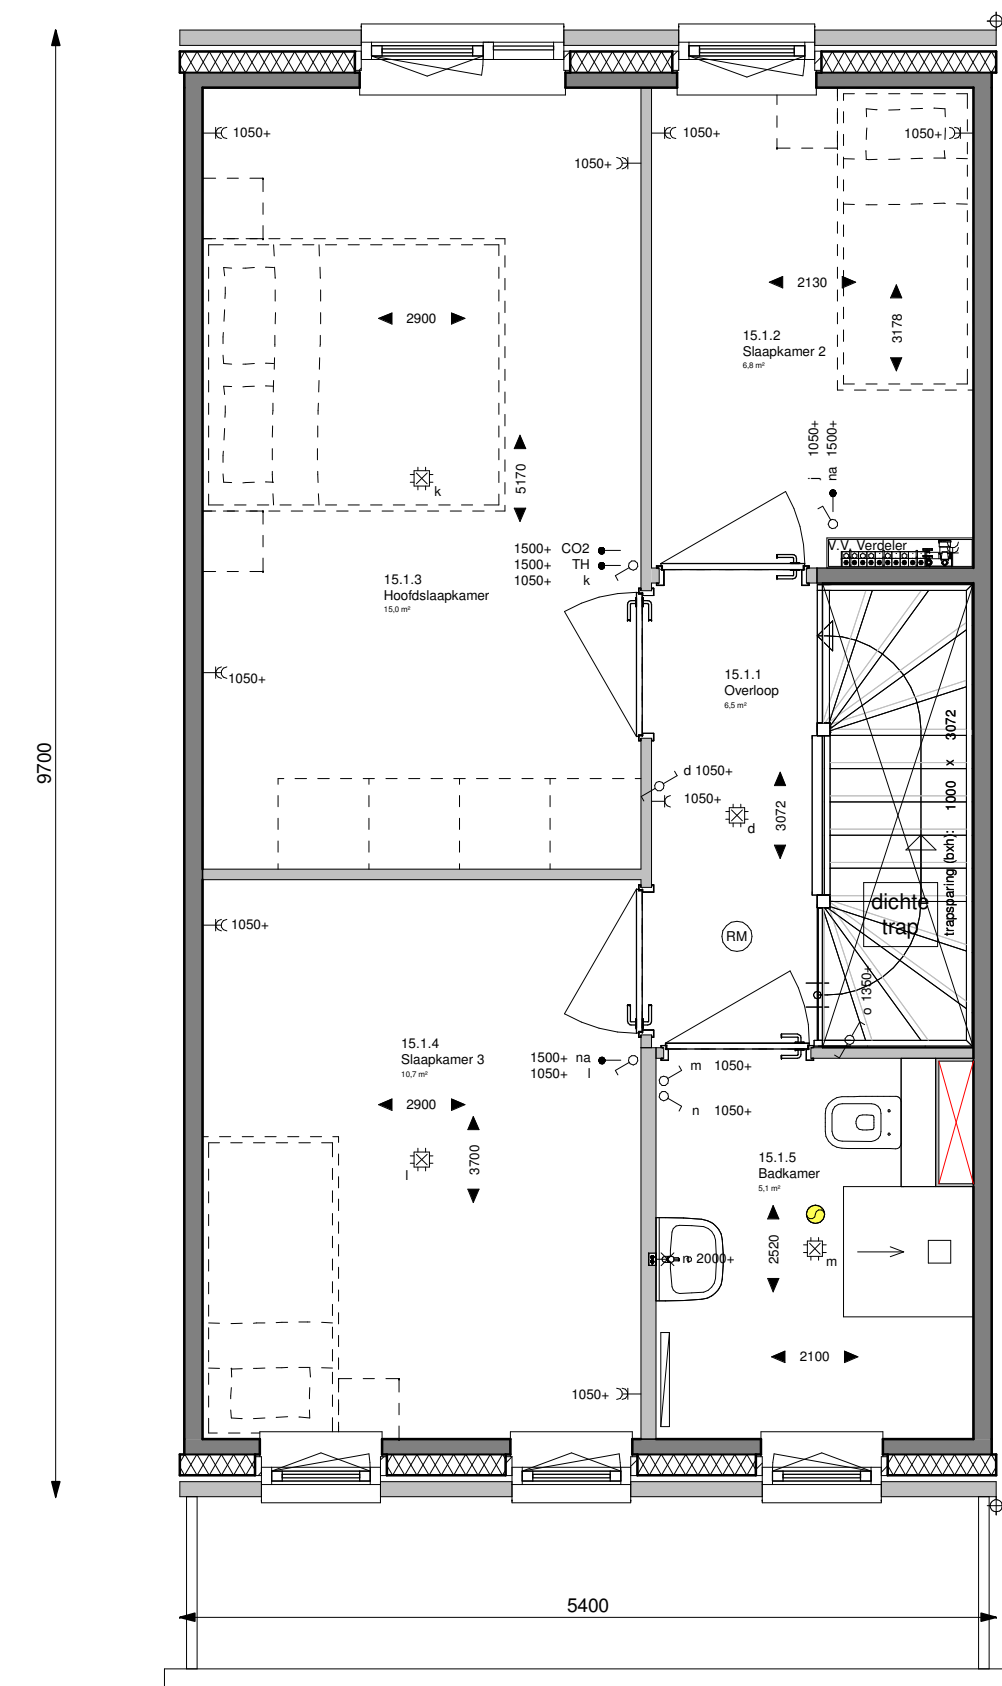 1050+
1050+
1050+
1050+
2900
2130
3178
15.1.2
Slaapkamer 2
6,8 m²
5170
k
j 1050+
na 1500+
1500+ CO2
1500+ TH
1050+ k
V.V. Verdeler
15.1.3
Hoofdslaapkamer
15,0 m²
1050+
15.1.1
Overloop
6,5 m²
9700
d 1050+
1050+
d
3072
trapsparing (bxh): 1000 x 3072
dichte
trap
1050+
RM
o 1350+
15.1.4
Slaapkamer 3
10,7 m²
1500+ na
1050+ l
m 1050+
n 1050+
2900
3700
l
15.1.5
Badkamer
5,1 m²
2520
m
n 2000+
2100
1050+
5400